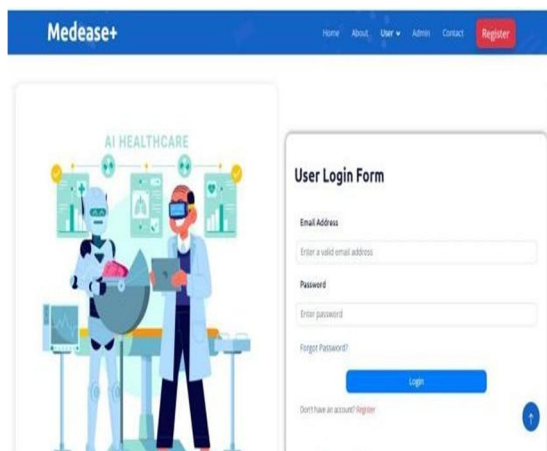 Medease+
Home About User Admin Contact Register
AI HEALTHCARE
User Login Form
Email Address
Enter a valid email address
Password
Enter password
Forgot Password?
Login
Don't have an account? Register